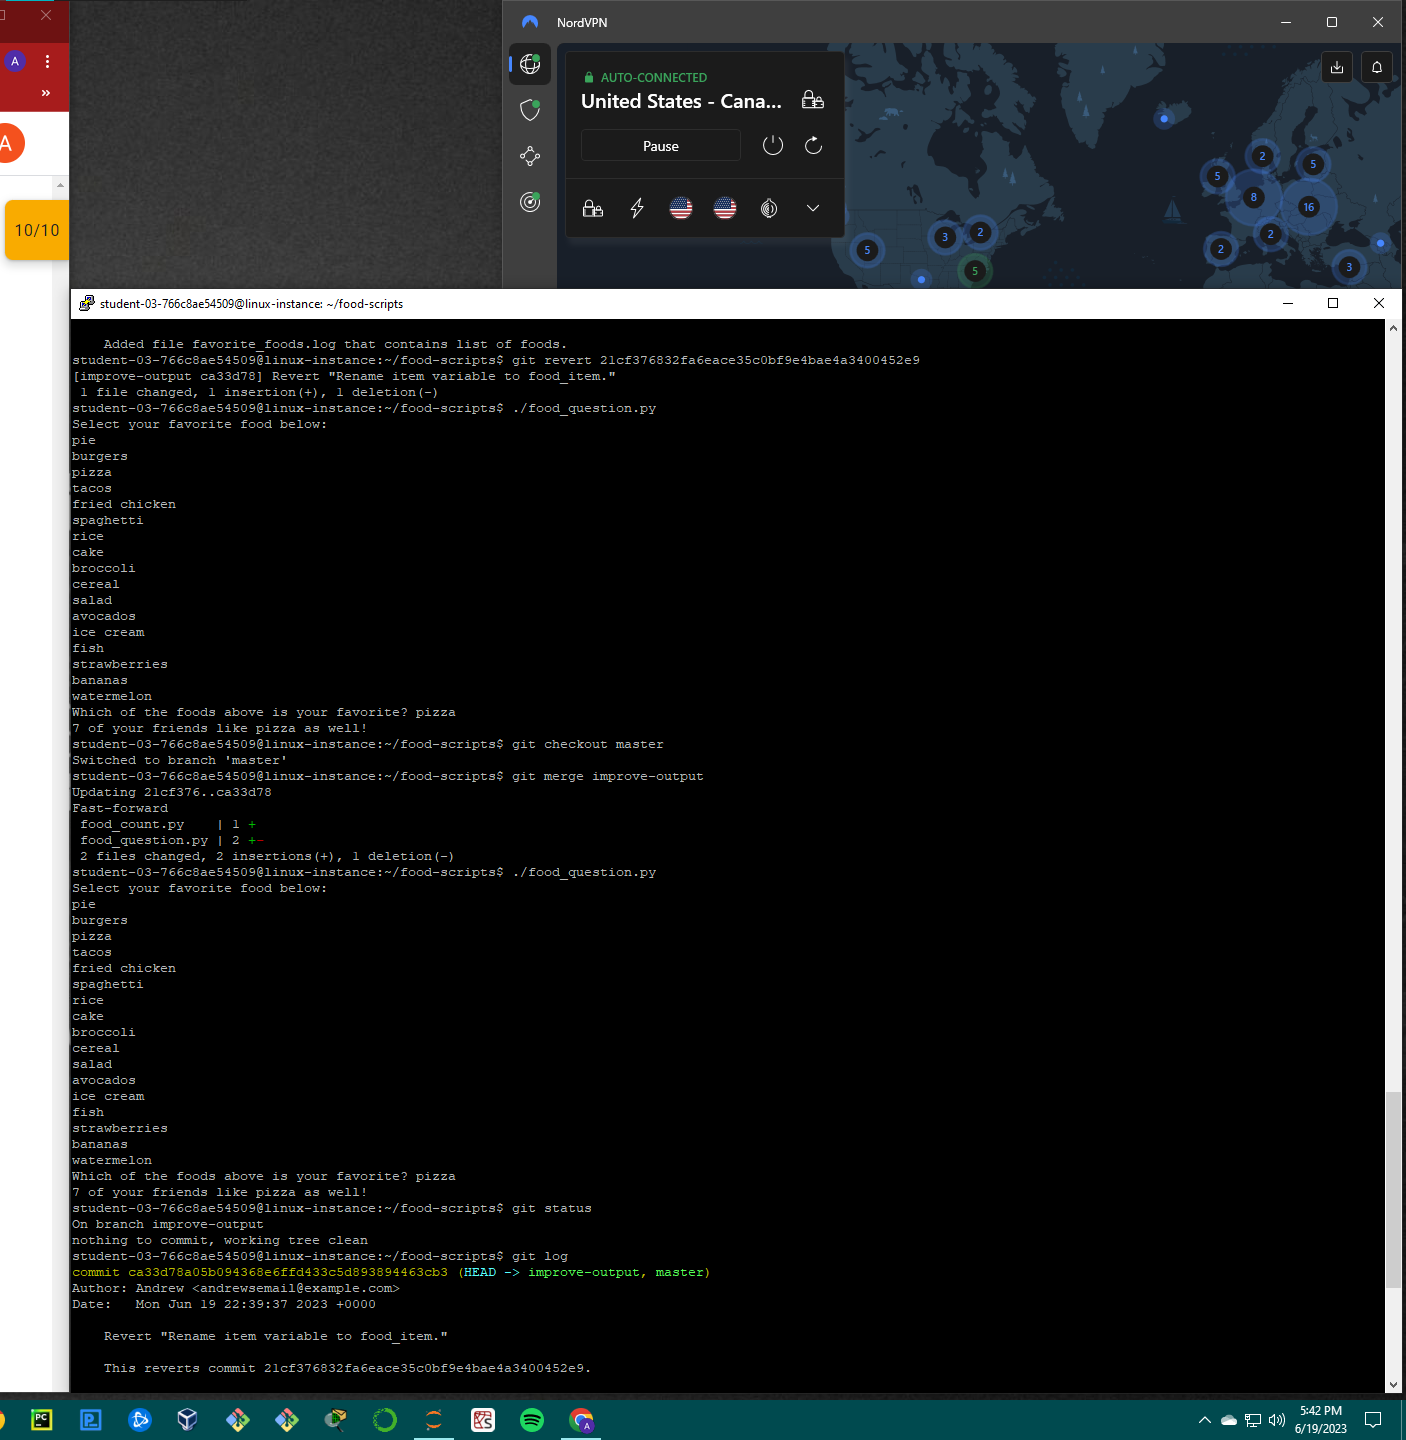 A
»
A
10/10
NordVPN
AUTO-CONNECTED
United States - Cana...
Pause
5
3
2
5
5
2
5
8
16
2
2
3
student-03-766c8ae54509@linux-instance: ~/food-scripts
    Added file favorite_foods.log that contains list of foods.
student-03-766c8ae54509@linux-instance:~/food-scripts$ git revert 21cf376832fa6eace35c0bf9e4bae4a3400452e9
[improve-output ca33d78] Revert "Rename item variable to food_item."
 1 file changed, 1 insertion(+), 1 deletion(-)
student-03-766c8ae54509@linux-instance:~/food-scripts$ ./food_question.py
Select your favorite food below:
pie
burgers
pizza
tacos
fried chicken
spaghetti
rice
cake
broccoli
cereal
salad
avocados
ice cream
fish
strawberries
bananas
watermelon
Which of the foods above is your favorite? pizza
7 of your friends like pizza as well!
student-03-766c8ae54509@linux-instance:~/food-scripts$ git checkout master
Switched to branch 'master'
student-03-766c8ae54509@linux-instance:~/food-scripts$ git merge improve-output
Updating 21cf376..ca33d78
Fast-forward
 food_count.py    | 1 +
 food_question.py | 2 +-
 2 files changed, 2 insertions(+), 1 deletion(-)
student-03-766c8ae54509@linux-instance:~/food-scripts$ ./food_question.py
Select your favorite food below:
pie
burgers
pizza
tacos
fried chicken
spaghetti
rice
cake
broccoli
cereal
salad
avocados
ice cream
fish
strawberries
bananas
watermelon
Which of the foods above is your favorite? pizza
7 of your friends like pizza as well!
student-03-766c8ae54509@linux-instance:~/food-scripts$ git status
On branch improve-output
nothing to commit, working tree clean
student-03-766c8ae54509@linux-instance:~/food-scripts$ git log
commit ca33d78a05b094368e6ffd433c5d893894463cb3 (HEAD -> improve-output, master)
Author: Andrew <andrewsemail@example.com>
Date:   Mon Jun 19 22:39:37 2023 +0000
    Revert "Rename item variable to food_item."
    This reverts commit 21cf376832fa6eace35c0bf9e4bae4a3400452e9.
PC
P
A
5:42 PM
6/19/2023